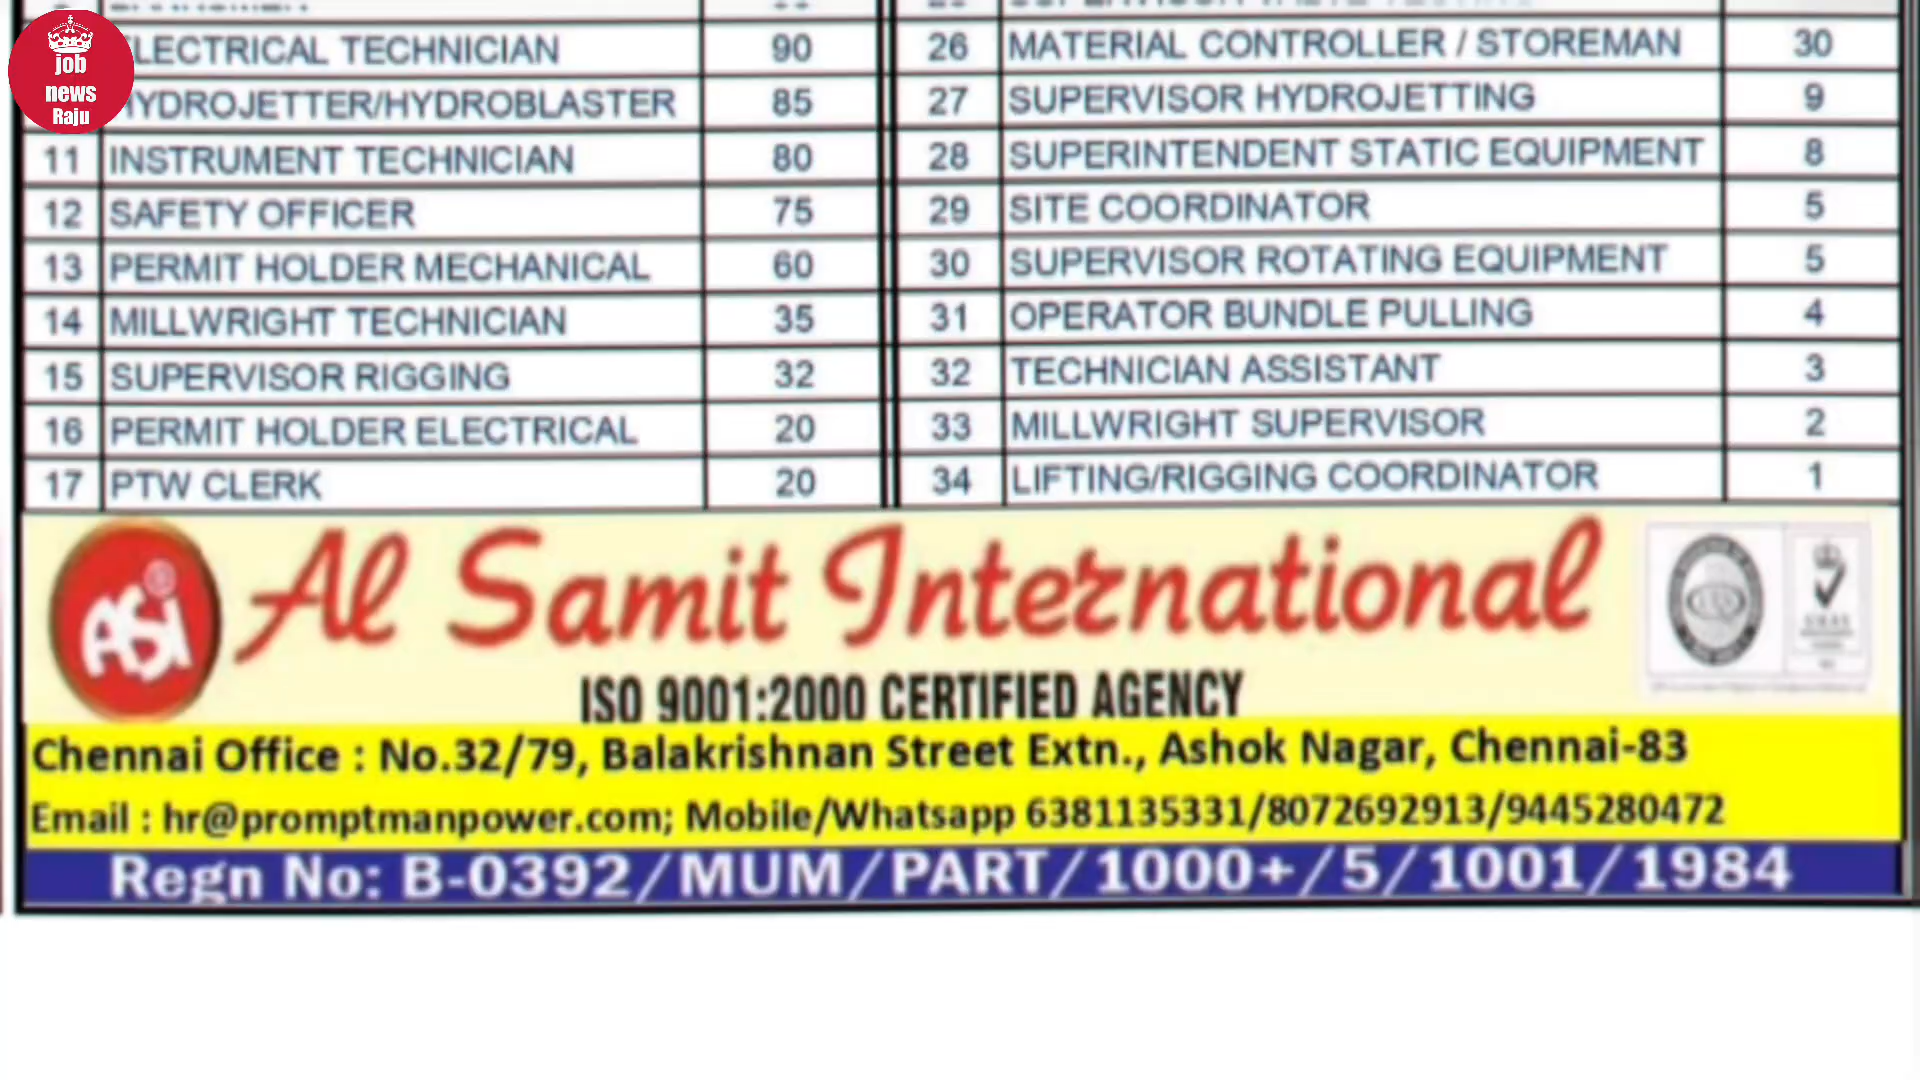 job
news
Raju
LECTRICAL TECHNICIAN 90 26 MATERIAL CONTROLLER / STOREMAN 30
YDROJETTER/HYDROBLASTER 85 27 SUPERVISOR HYDROJETTING 9
11 INSTRUMENT TECHNICIAN 80 28 SUPERINTENDENT STATIC EQUIPMENT 8
12 SAFETY OFFICER 75 29 SITE COORDINATOR 5
13 PERMIT HOLDER MECHANICAL 60 30 SUPERVISOR ROTATING EQUIPMENT 5
14 MILLWRIGHT TECHNICIAN 35 31 OPERATOR BUNDLE PULLING 4
15 SUPERVISOR RIGGING 32 32 TECHNICIAN ASSISTANT 3
16 PERMIT HOLDER ELECTRICAL 20 33 MILLWRIGHT SUPERVISOR 2
17 PTW CLERK 20 34 LIFTING/RIGGING COORDINATOR 1
ASI ® Al Samit International
ISO 9001:2000 CERTIFIED AGENCY
Chennai Office : No.32/79, Balakrishnan Street Extn., Ashok Nagar, Chennai-83
Email : hr@promptmanpower.com; Mobile/Whatsapp 6381135331/8072692913/9445280472
Regn No: B-0392/MUM/PART/1000+/5/1001/1984